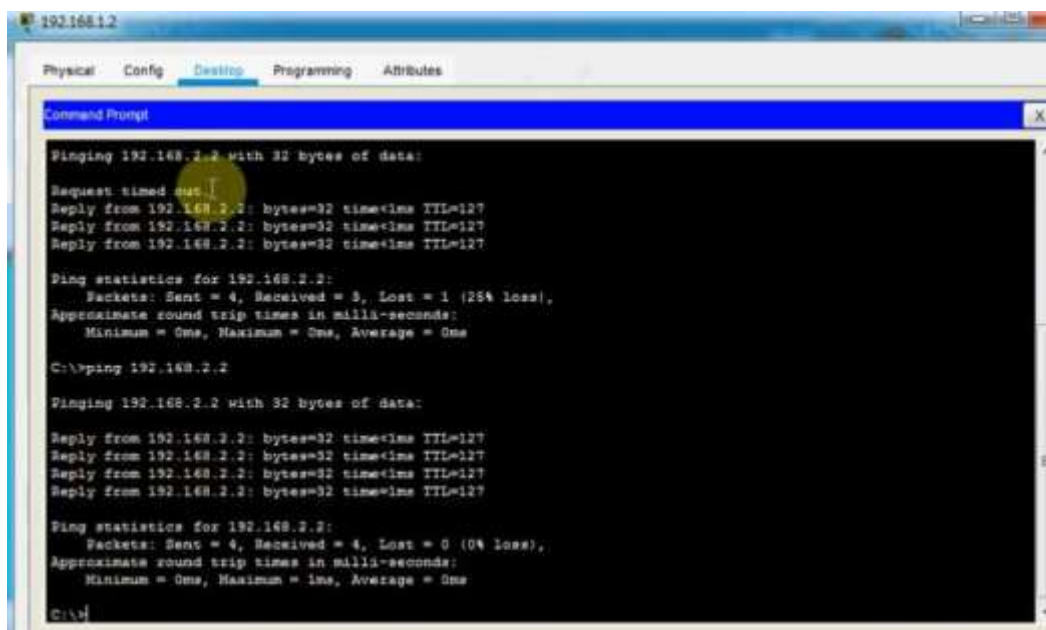 192.168.1.2
Physical Config Desktop Programming Attributes
Command Prompt
X
Pinging 192.168.2.2 with 32 bytes of data:
Request timed out.
Reply from 192.168.2.2: bytes=32 time<1ms TTL=127
Reply from 192.168.2.2: bytes=32 time<1ms TTL=127
Reply from 192.168.2.2: bytes=32 time<1ms TTL=127
Ping statistics for 192.168.2.2:
Packets: Sent = 4, Received = 3, Lost = 1 (25% loss),
Approximate round trip times in milli-seconds:
Minimum = 0ms, Maximum = 0ms, Average = 0ms
C:\>ping 192.168.2.2
Pinging 192.168.2.2 with 32 bytes of data:
Reply from 192.168.2.2: bytes=32 time<1ms TTL=127
Reply from 192.168.2.2: bytes=32 time<1ms TTL=127
Reply from 192.168.2.2: bytes=32 time<1ms TTL=127
Reply from 192.168.2.2: bytes=32 time=1ms TTL=127
Ping statistics for 192.168.2.2:
Packets: Sent = 4, Received = 4, Lost = 0 (0% loss),
Approximate round trip times in milli-seconds:
Minimum = 0ms, Maximum = 1ms, Average = 0ms
C:\>